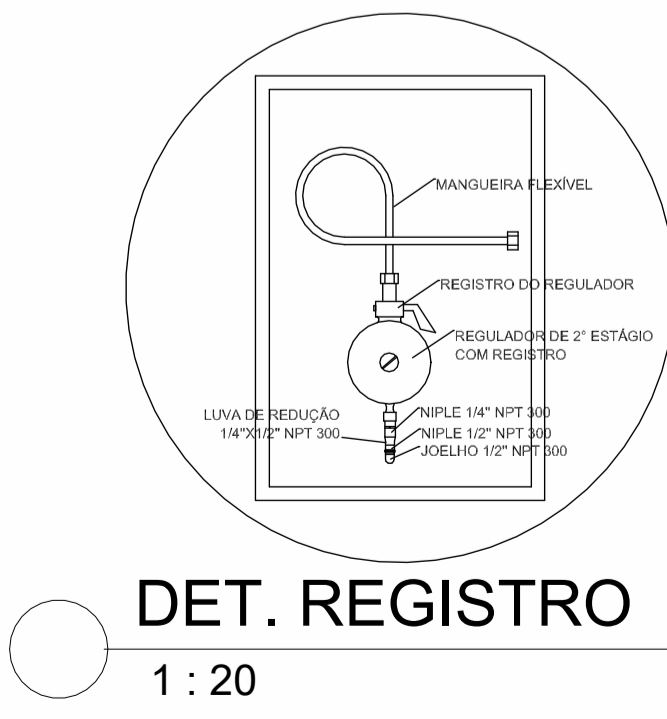 MANGUEIRA FLEXÍVEL
REGISTRO DO REGULADOR
REGULADOR DE 2° ESTÁGIO
COM REGISTRO
LUVA DE REDUÇÃO
1/4"X1/2" NPT 300
NIPLE 1/4" NPT 300
NIPLE 1/2" NPT 300
JOELHO 1/2" NPT 300
DET. REGISTRO
1 : 20